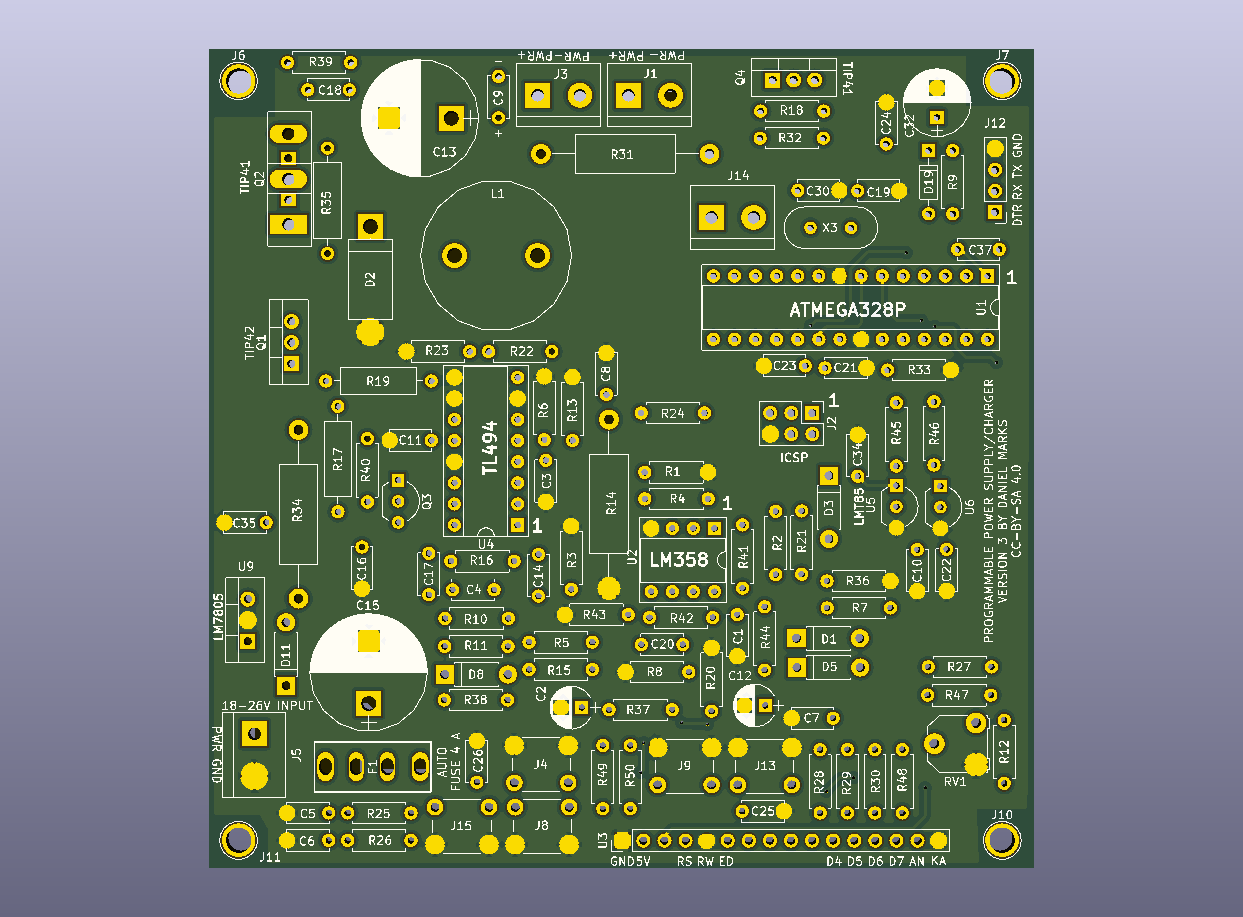 J6
R39
C18
C13
-
C9
+
+PWR-PWR
J3
+PWR -PWR
J1
Q4
TIP41
R18
R32
C24
C32
J7
J12
DTR RX TX GND
D19
R9
TIP41
Q2
R35
D2
L1
R31
J14
C30
C19
X3
C37
1
ATMEGA328P
U1
TIP42
Q1
R23
R22
C8
C23
C21
R33
R19
R6
R13
R24
1
J2
ICSP
R45
R46
R17
R40
C11
TL494
C3
R14
R1
R4
C34
LMT85
U5
U6
D3
R34
Q3
C35
1
U4
1
U2
LM358
R41
R2
R21
C16
C17
R16
C14
R3
C4
C10
C22
R36
R7
PROGRAMMABLE POWER SUPPLY/CHARGER
VERSION 3 BY DANIEL MARKS
CC-BY-SA 4.0
U9
LM7805
D11
C15
R10
R11
D8
R38
R43
R5
R15
R42
C20
R8
C1
R44
R20
C12
D1
D5
C2
R37
C7
R27
R47
18-26V INPUT
PWR GND
J5
F1
AUTO
FUSE 4 A
C26
J4
R49
R50
J9
J13
R28
R29
R30
R48
RV1
R12
C5
R25
C6
R26
J11
J15
J8
C25
J10
U3
GND5V RS RW ED D4 D5 D6 D7 AN KA